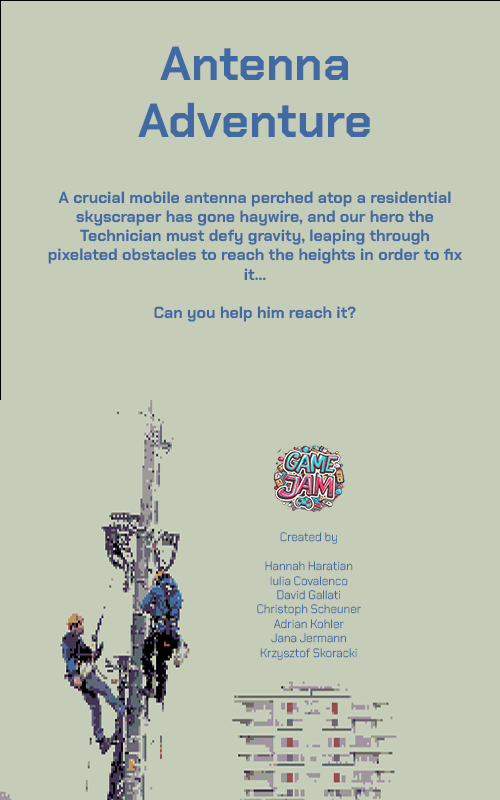 Antenna
Adventure
A crucial mobile antenna perched atop a residential
skyscraper has gone haywire, and our hero the
Technician must defy gravity, leaping through
pixelated obstacles to reach the heights in order to fix
it...
Can you help him reach it?
GAME
JAM
Created by
Hannah Haratian
Iulia Covalenco
David Gallati
Christoph Scheuner
Adrian Kohler
Jana Jermann
Krzysztof Skoracki